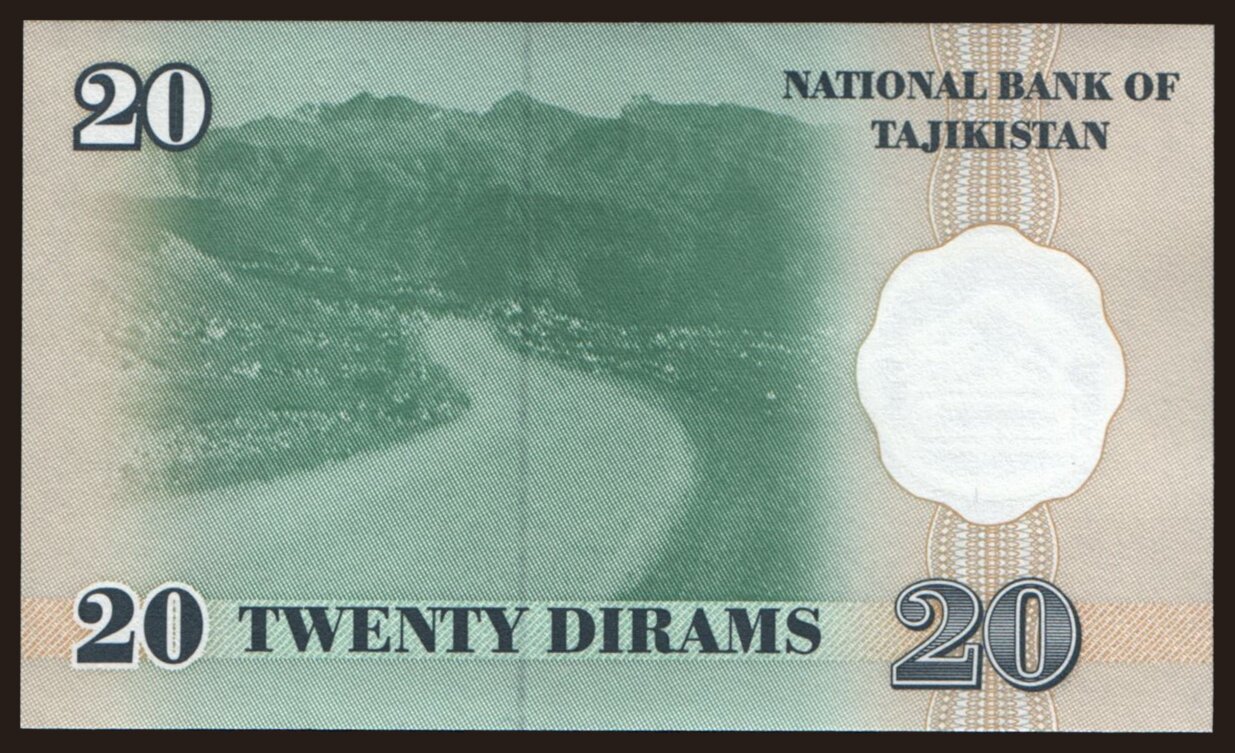 20
NATIONAL BANK OF
TAJIKISTAN
20 TWENTY DIRAMS 20